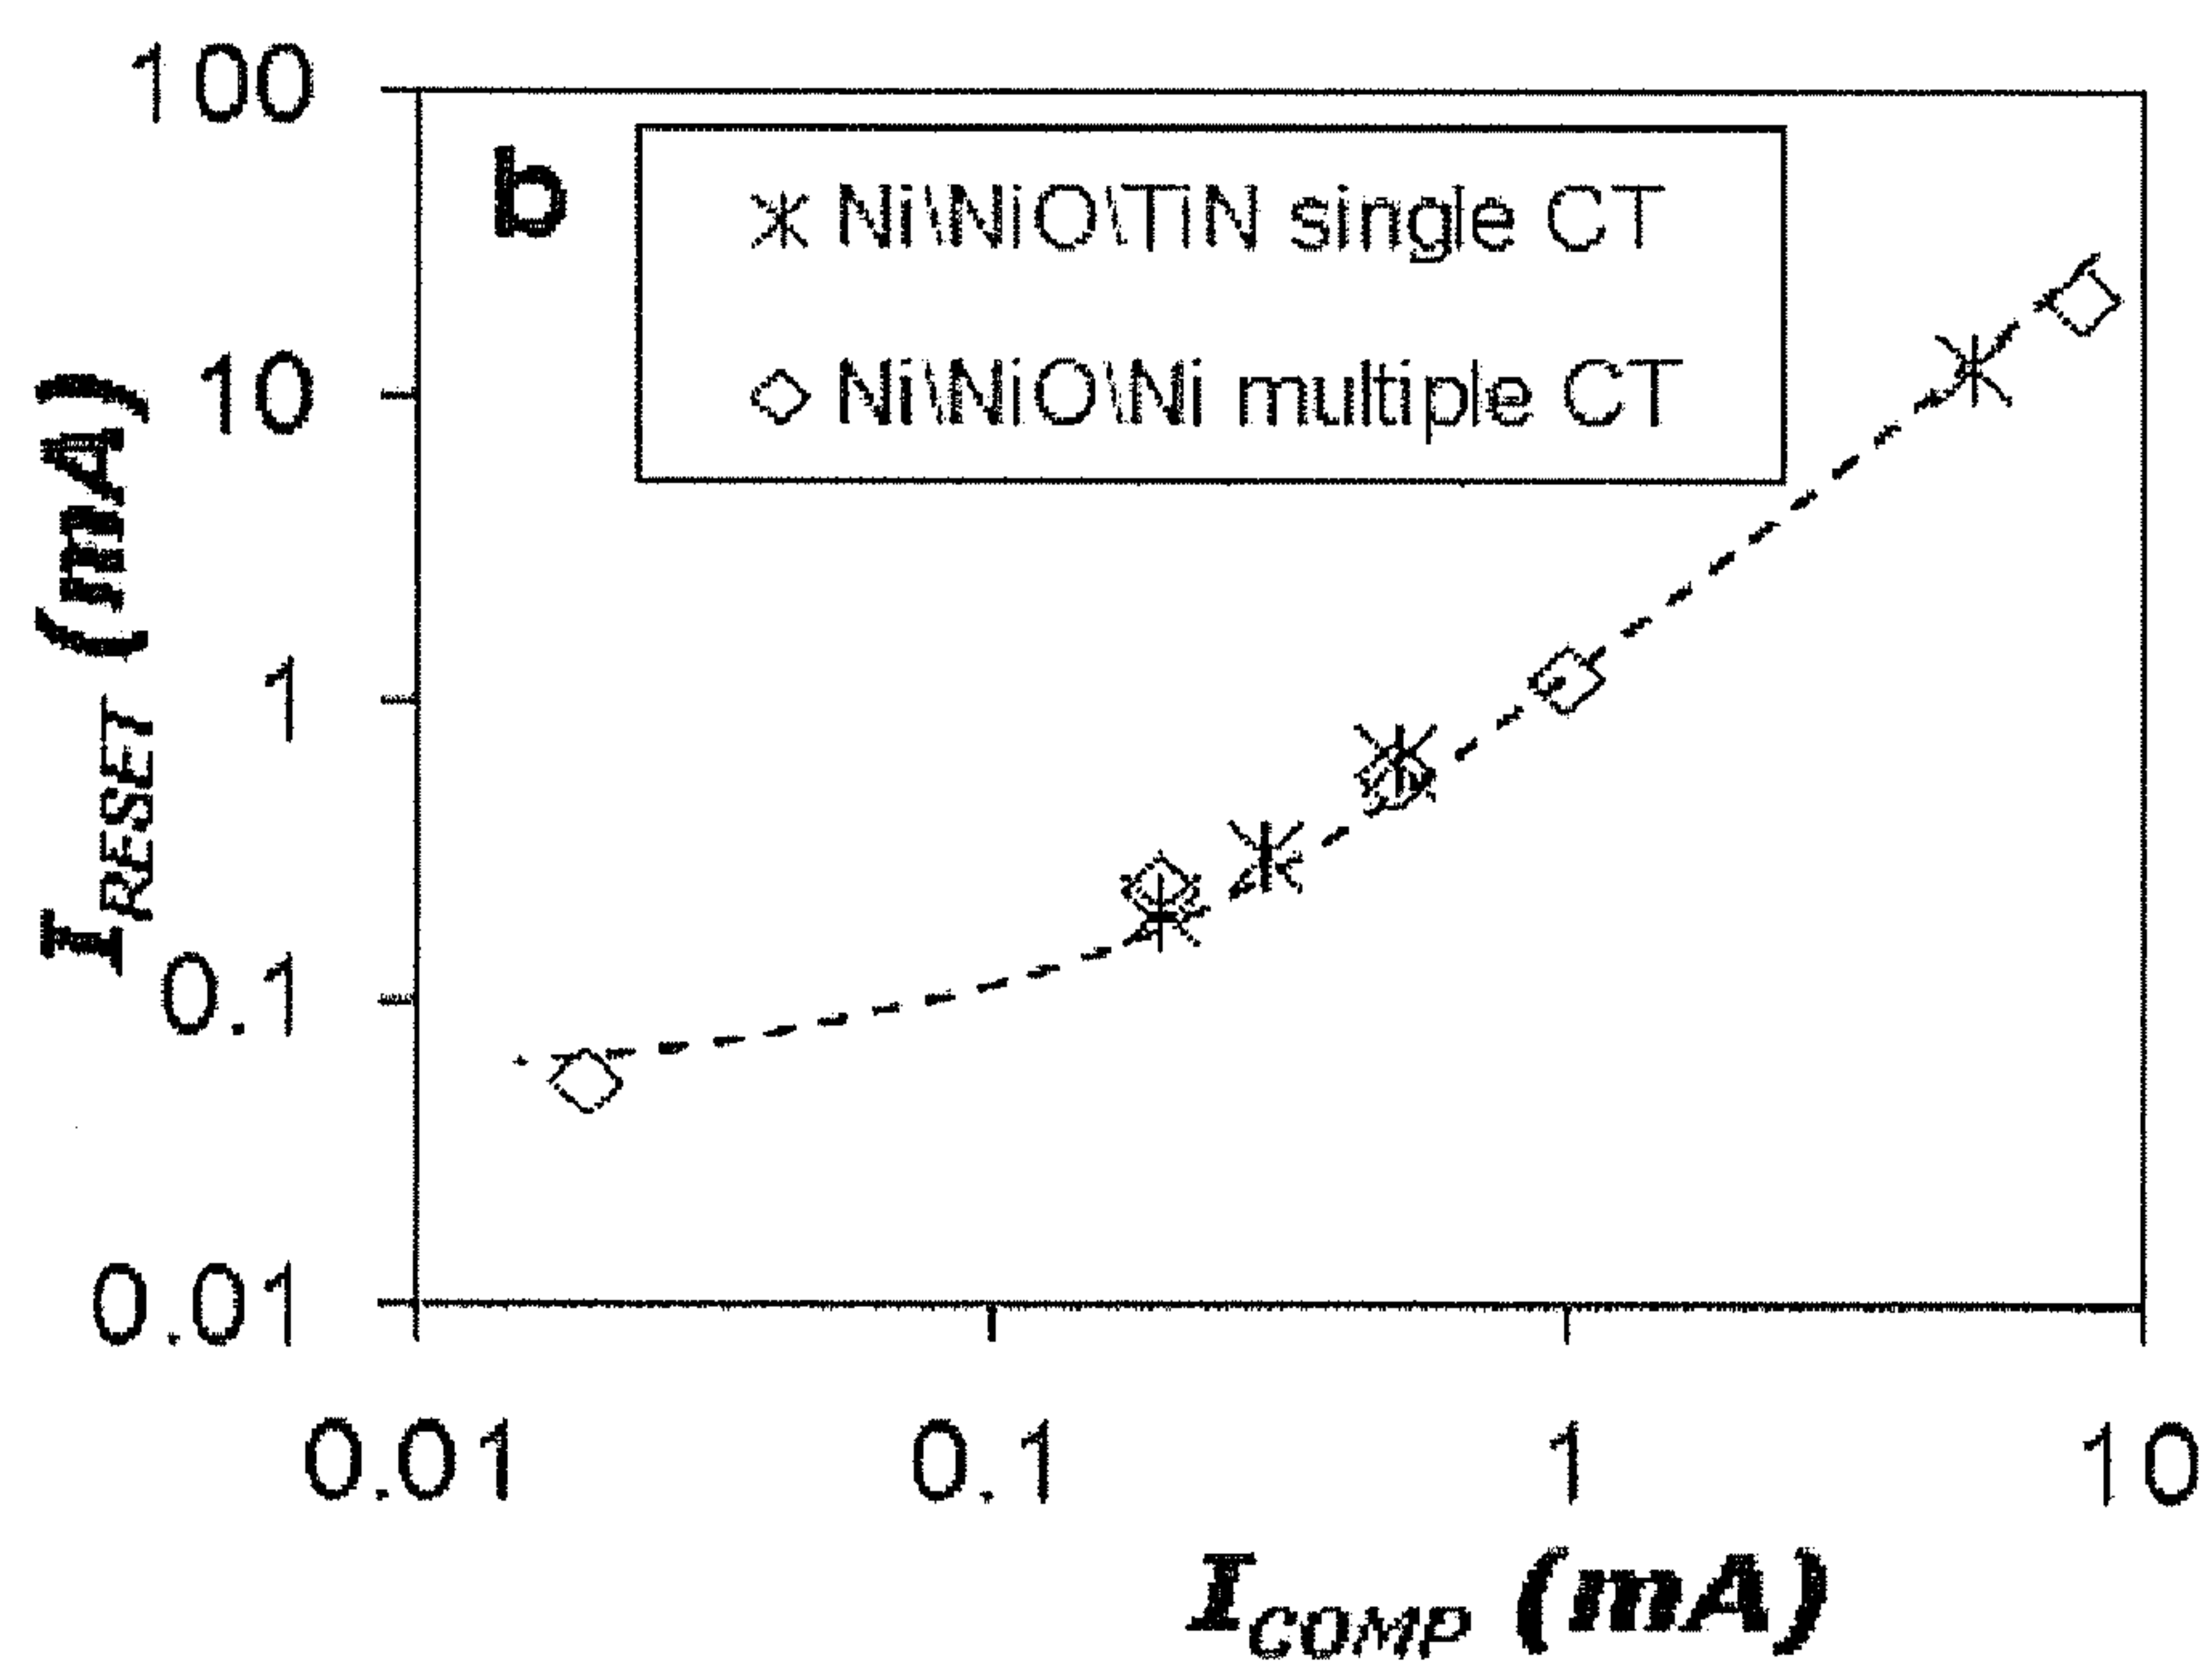 100
b
Ni\NiO\TiN single CT
10
Ni\NiO\Ni multiple CT
1
0.1
0.01
I_RESET (mA)
0.01 0.1 1 10
I_COMP (mA)